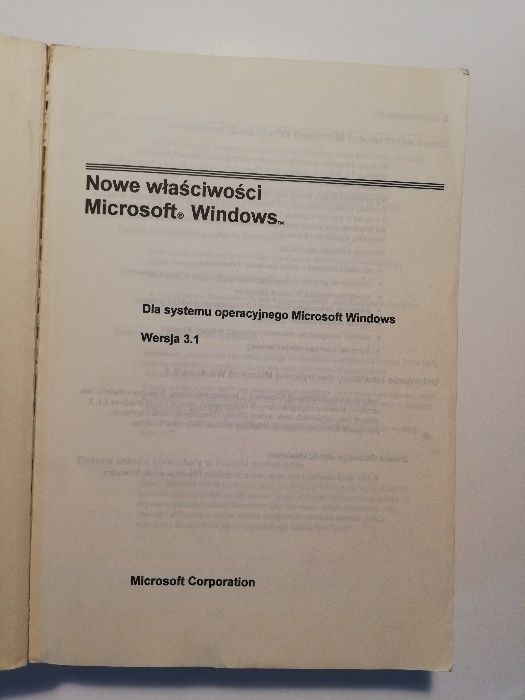 Nowe właściwości
Microsoft® Windows™
Dla systemu operacyjnego Microsoft Windows
Wersja 3.1
Microsoft Corporation